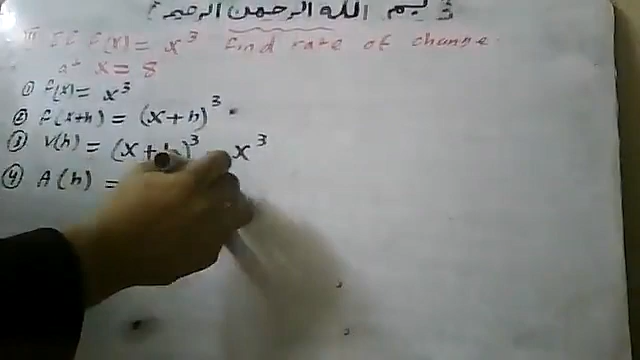 بسم الله الرحمن الرحيم
If f(x) = x³ find rate of change
at x = 8
① f(x) = x³
② f(x+h) = (x+h)³
③ V(h) = (x+h)³ - x³
④ A(h) =